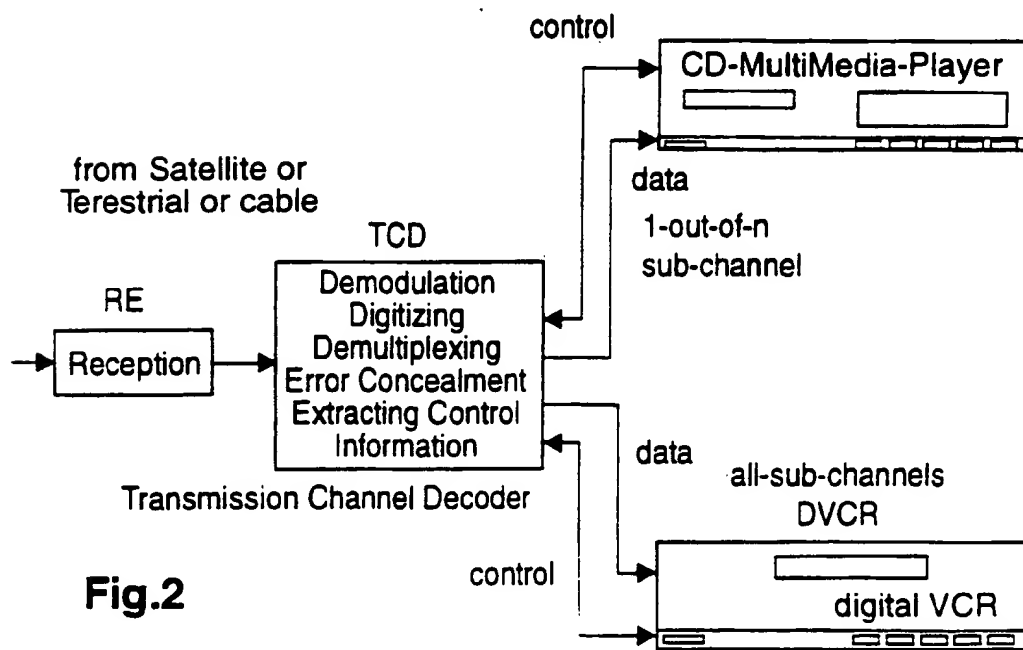 control
CD-MultiMedia-Player
from Satellite or
Terestrial or cable
data
1-out-of-n
sub-channel
TCD
RE
Reception
Demodulation
Digitizing
Demultiplexing
Error Concealment
Extracting Control
Information
Transmission Channel Decoder
data
all-sub-channels
DVCR
control
digital VCR
Fig.2